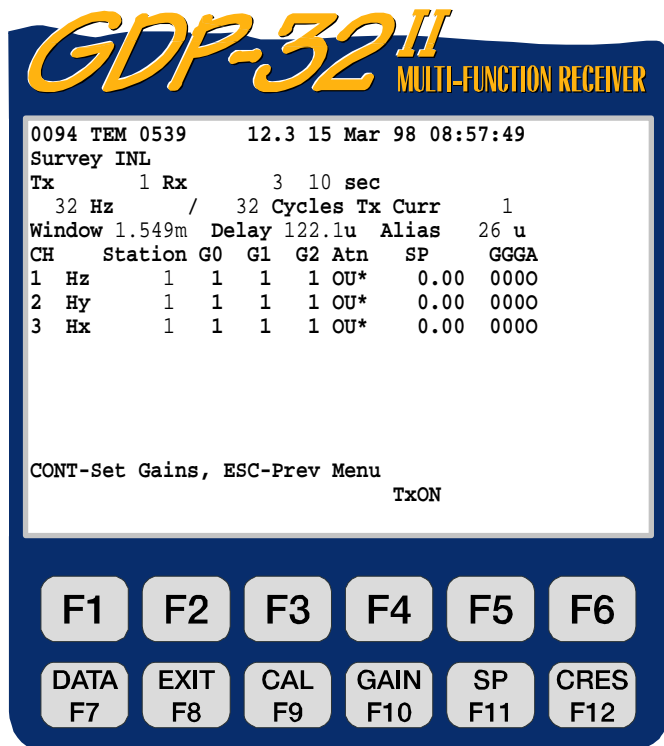 GDP-32 II
MULTI-FUNCTION RECEIVER
0094 TEM 0539 12.3 15 Mar 98 08:57:49
Survey INL
Tx 1 Rx 3 10 sec
32 Hz / 32 Cycles Tx Curr 1
Window 1.549m Delay 122.1u Alias 26 u
CH Station G0 G1 G2 Atn SP GGGA
1 Hz 1 1 1 1 OU* 0.00 000O
2 Hy 1 1 1 1 OU* 0.00 000O
3 Hx 1 1 1 1 OU* 0.00 000O
CONT-Set Gains, ESC-Prev Menu
TxON
F1 F2 F3 F4 F5 F6
DATA EXIT CAL GAIN SP CRES
F7 F8 F9 F10 F11 F12